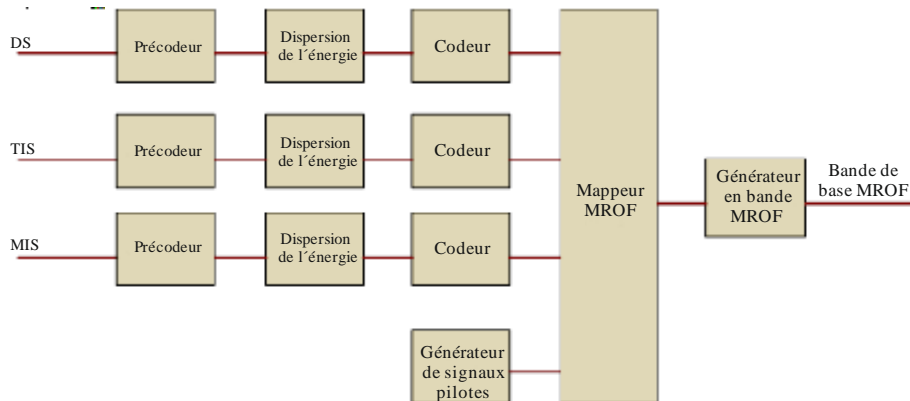 DS
Précodeur
Dispersion
de l´énergie
Codeur
TIS
Précodeur
Dispersion
de l´énergie
Codeur
MIS
Précodeur
Dispersion
de l´énergie
Codeur
Générateur
de signaux
pilotes
Mappeur
MROF
Générateur
en bande
MROF
Bande de
base MROF